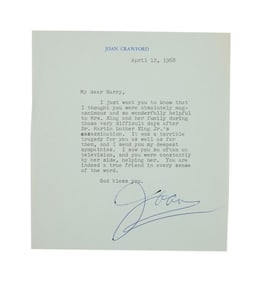 JOAN CRAWFORD
April 12, 1968
My dear Harry,
I just want you to know that
I thought you were absolutely mag-
nanimous and so wonderfully helpful
to Mrs. King and her family during
those very difficult days after
Dr. Martin Luther King Jr.'s
assassination. It was a terrible
tragedy for you as well as for
them, and I send you my deepest
sympathies. I saw you so often on
television, and you were constantly
by her side, helping her. You are
indeed a true friend in every sense
of the word.
God bless you.
Joan